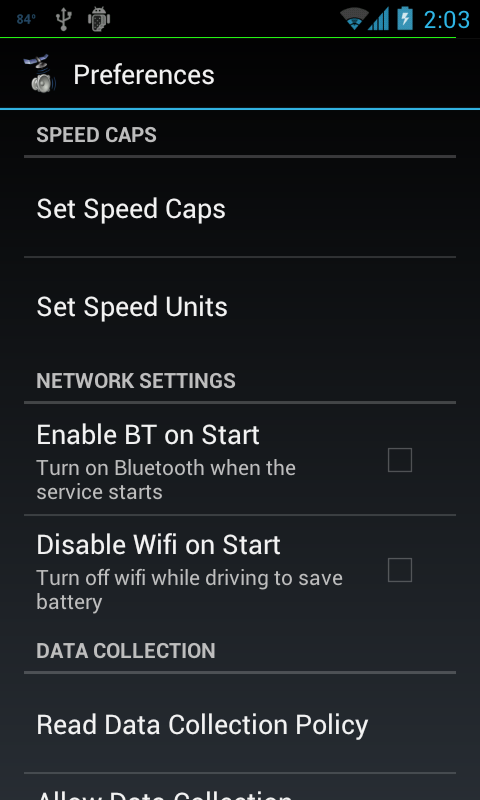 84°
2:03
Preferences
SPEED CAPS
Set Speed Caps
Set Speed Units
NETWORK SETTINGS
Enable BT on Start
Turn on Bluetooth when the
service starts
Disable Wifi on Start
Turn off wifi while driving to save
battery
DATA COLLECTION
Read Data Collection Policy
Allow Data Collection